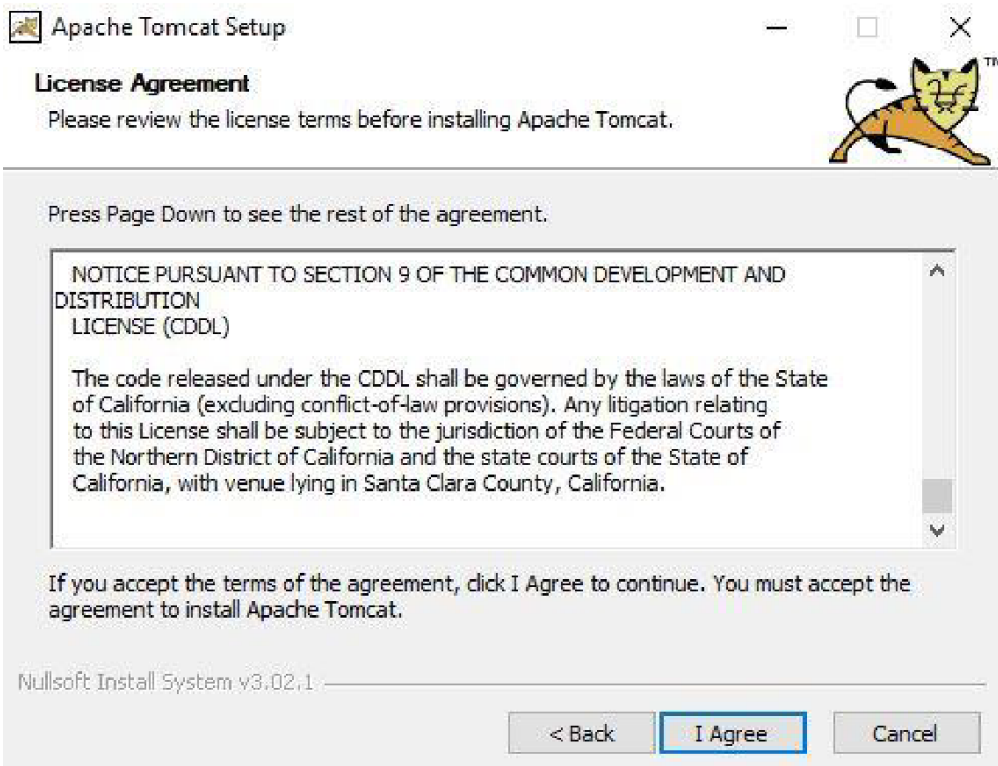 Apache Tomcat Setup
License Agreement
Please review the license terms before installing Apache Tomcat.
Press Page Down to see the rest of the agreement.
NOTICE PURSUANT TO SECTION 9 OF THE COMMON DEVELOPMENT AND
DISTRIBUTION
LICENSE (CDDL)
The code released under the CDDL shall be governed by the laws of the State
of California (excluding conflict-of-law provisions). Any litigation relating
to this License shall be subject to the jurisdiction of the Federal Courts of
the Northern District of California and the state courts of the State of
California, with venue lying in Santa Clara County, California.
If you accept the terms of the agreement, click I Agree to continue. You must accept the
agreement to install Apache Tomcat.
Nullsoft Install System v3.02.1
< Back
I Agree
Cancel